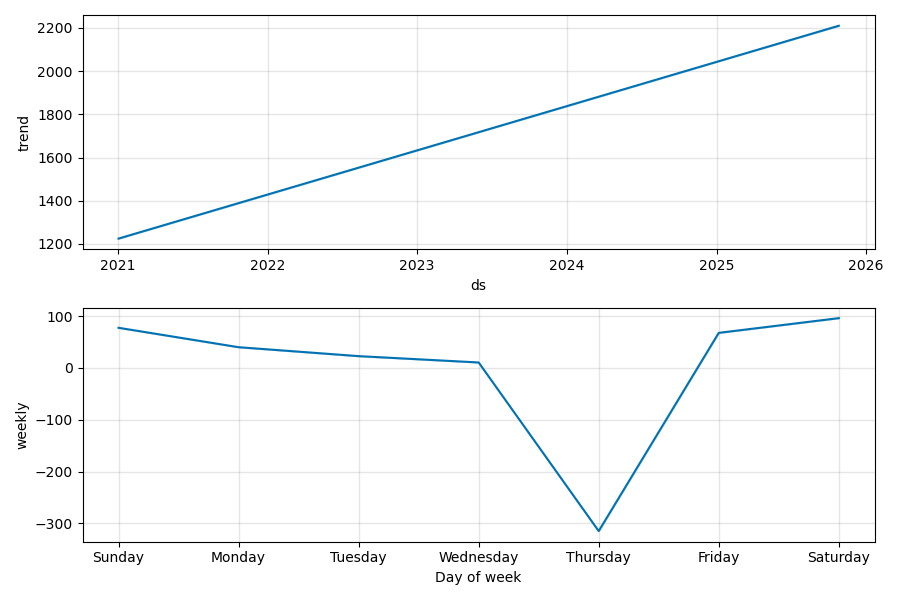 2200
2000
1800
1600
1400
1200
trend
2021 2022 2023 2024 2025 2026
ds
100
0
−100
−200
−300
weekly
Sunday Monday Tuesday Wednesday Thursday Friday Saturday
Day of week